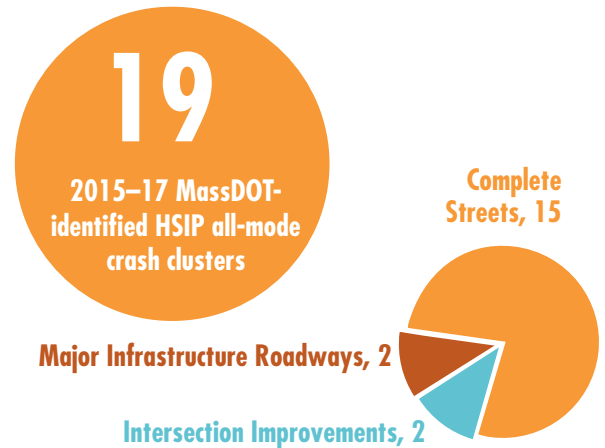 19
2015–17 MassDOT-
identified HSIP all-mode
crash clusters
Complete
Streets, 15
Major Infrastructure Roadways, 2
Intersection Improvements, 2